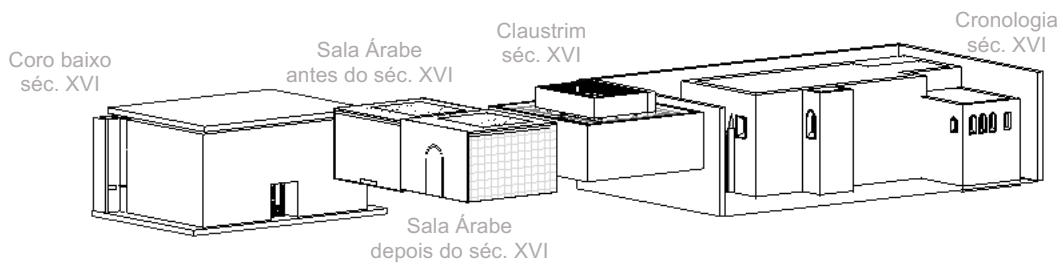 Coro baixo
séc. XVI
Sala Árabe
antes do séc. XVI
Sala Árabe
depois do séc. XVI
Claustrim
séc. XVI
Cronologia
séc. XVI